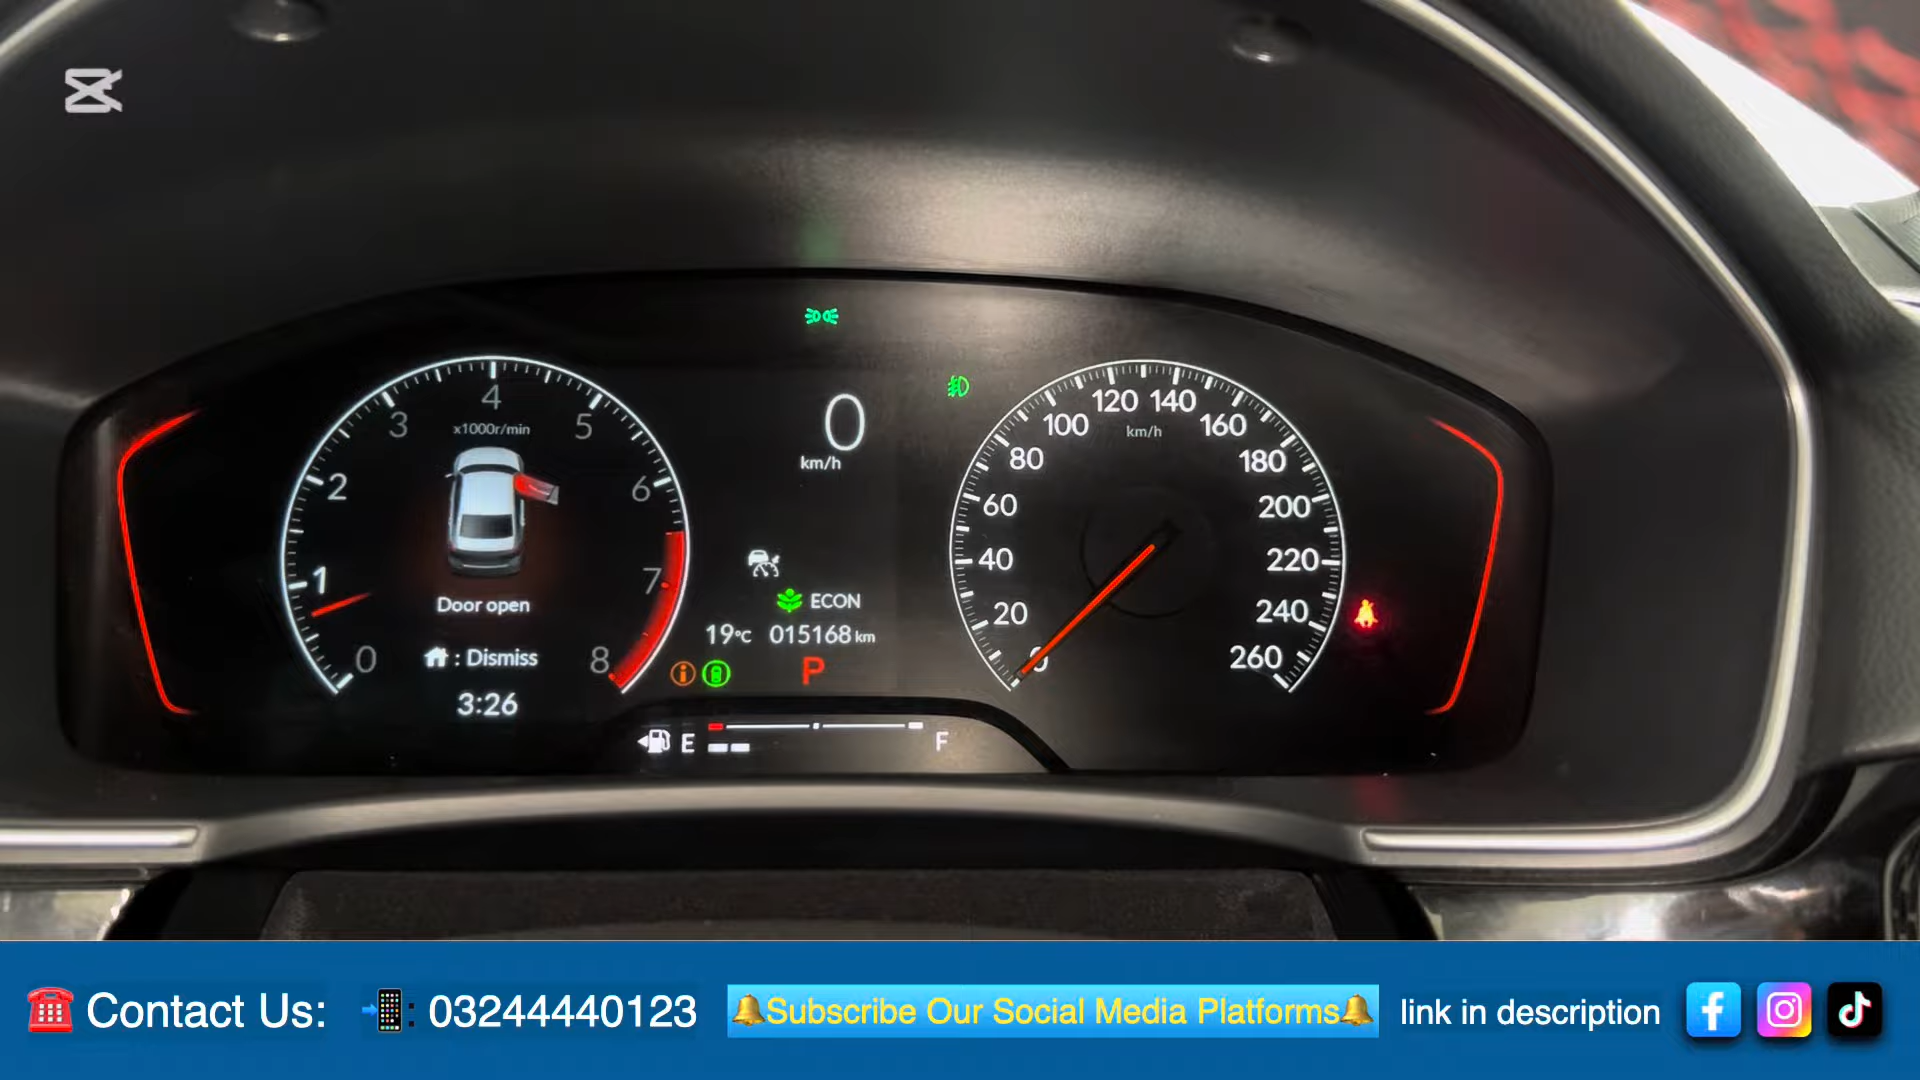 4
3
5
x1000r/min
2
6
1
7
0
8
Door open
: Dismiss
3:26
0
km/h
ECON
19°C 015168 km
P
E
F
120 140
100
160
km/h
80
180
60
200
40
220
20
240
0
260
Contact Us:
: 03244440123
Subscribe Our Social Media Platforms
link in description